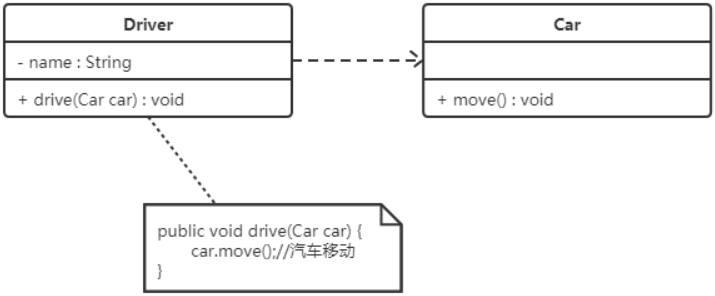 Driver
- name : String
+ drive(Car car) : void
Car
+ move() : void
public void drive(Car car) {
car.move();//汽车移动
}